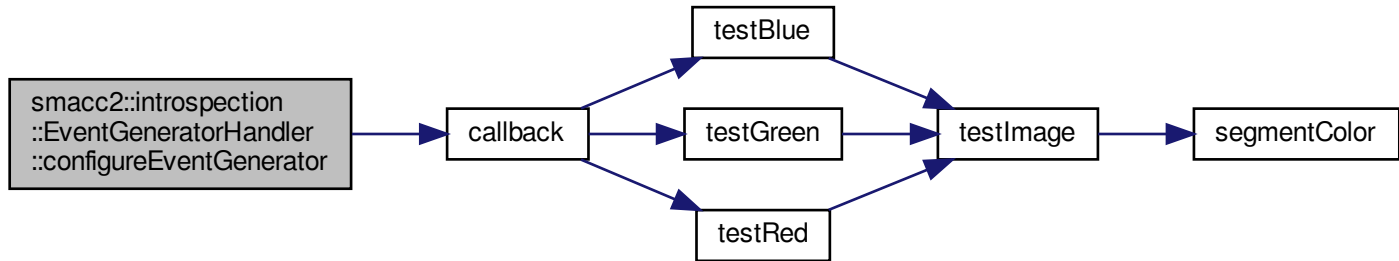 smacc2::introspection
::EventGeneratorHandler
::configureEventGenerator
callback
testBlue
testGreen
testRed
testImage
segmentColor